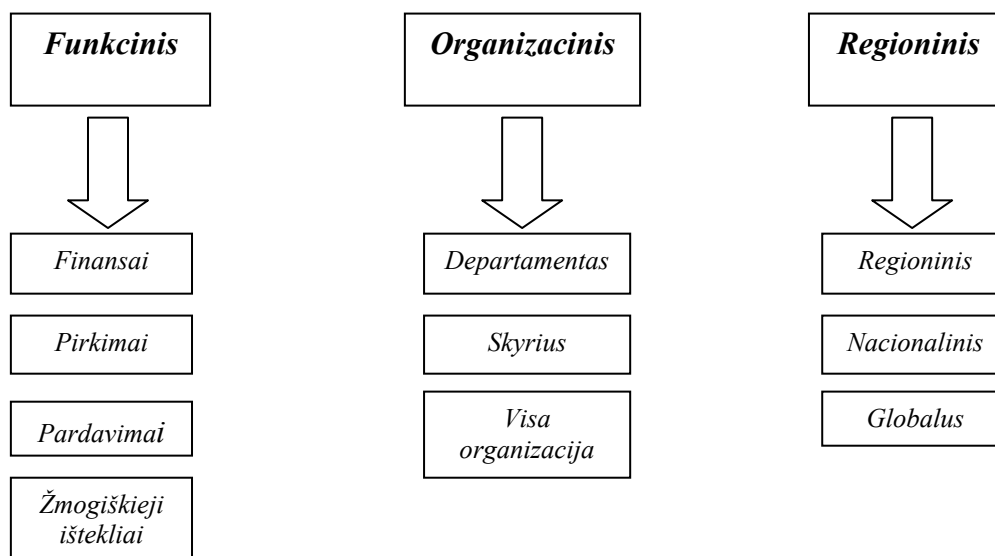 Funkcinis
Organizacinis
Regioninis
Finansai
Departamentas
Regioninis
Pirkimai
Skyrius
Nacionalinis
Pardavimai
Visa
organizacija
Globalus
Žmogiškieji
ištekliai